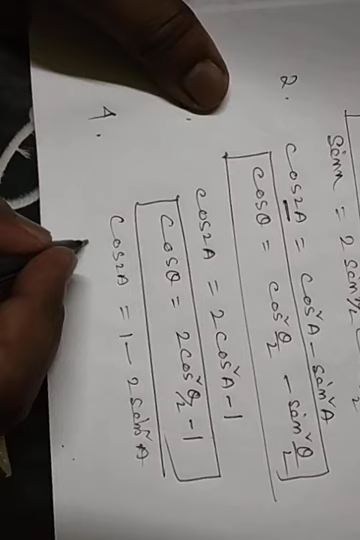 sinn = 2 sin n/2
2. cos2A = cos²A - sin²A
cosθ = cos²θ/2 - sin²θ/2
cos2A = 2cos²A - 1
cosθ = 2cos²θ/2 - 1
4. cos2A = 1 - 2sin²A